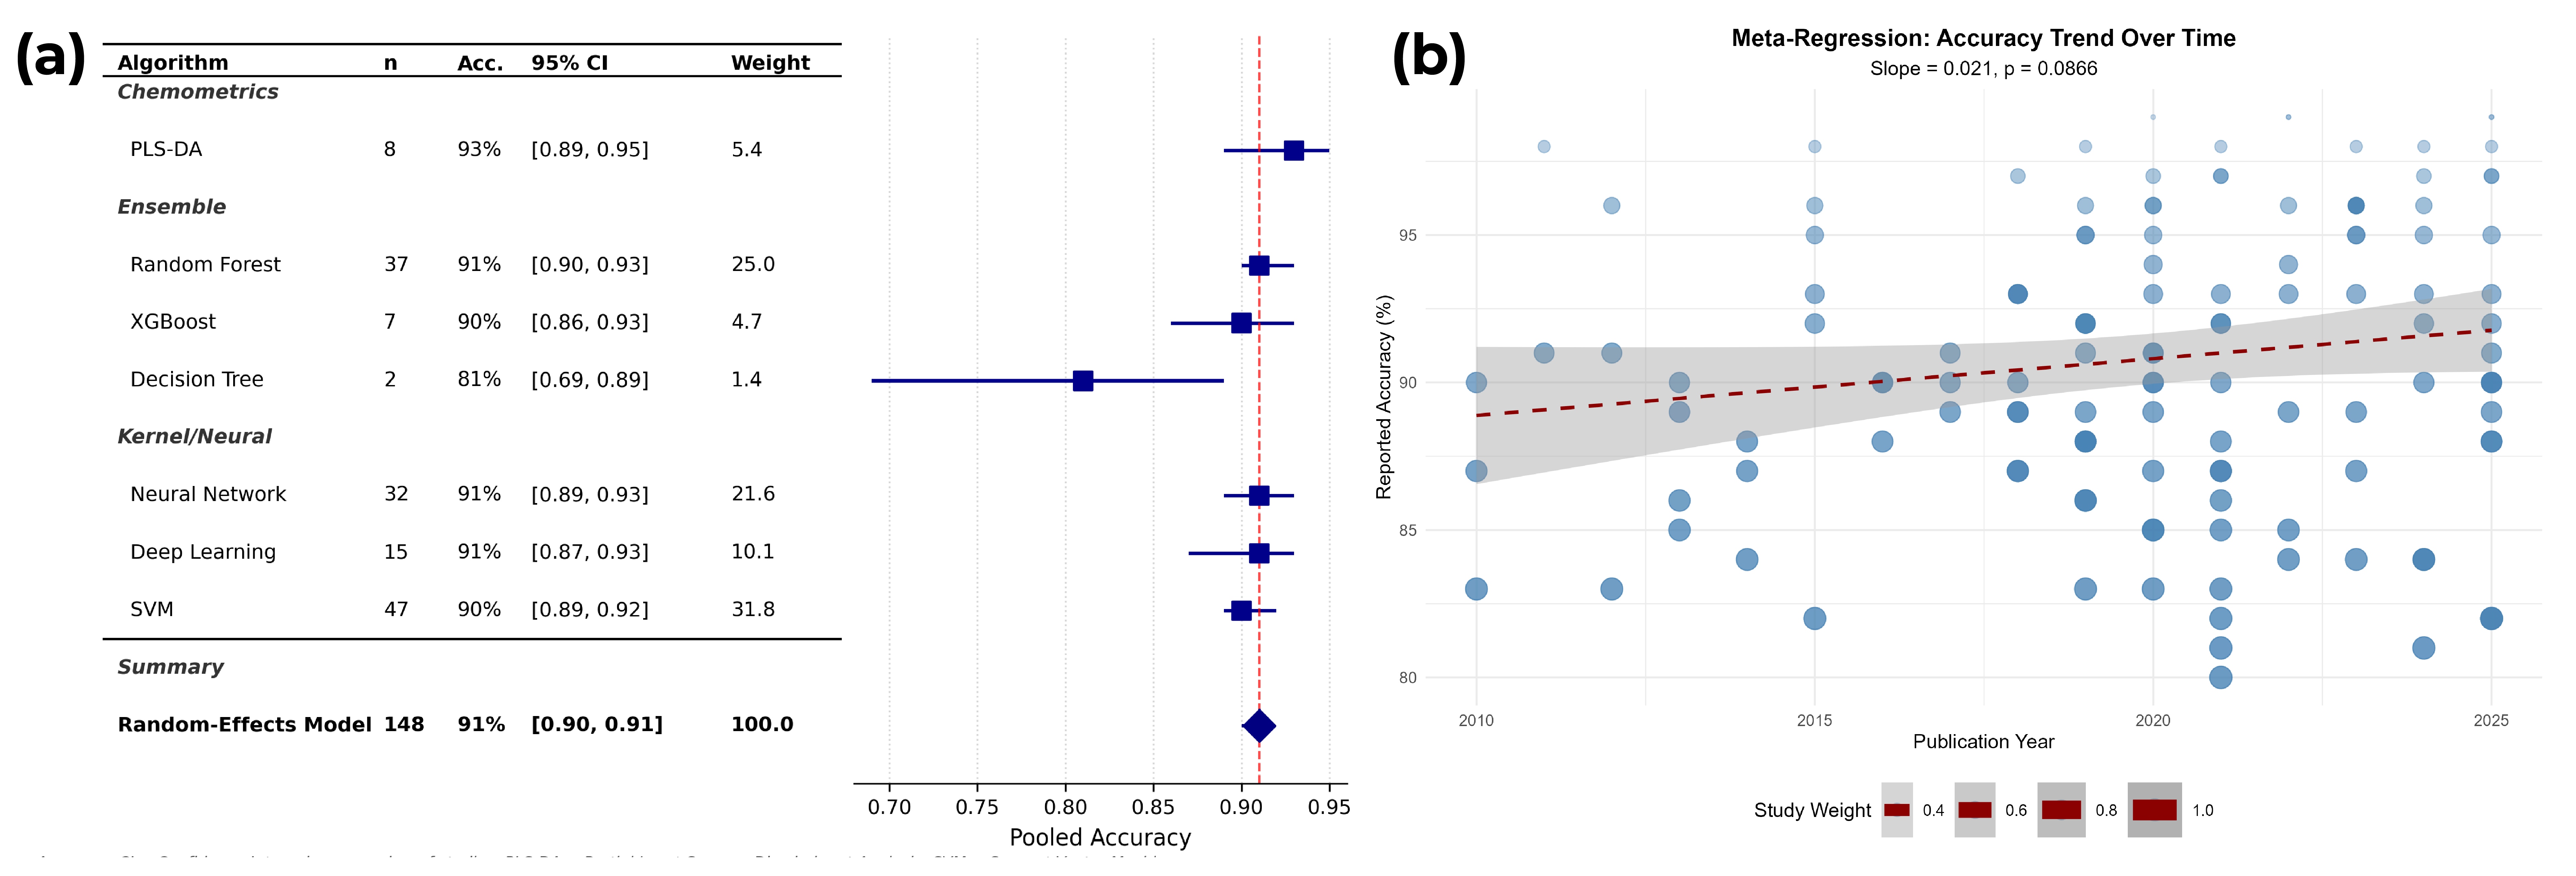 (a)
Algorithm n Acc. 95% CI Weight
Chemometrics
PLS-DA 8 93% [0.89, 0.95] 5.4
Ensemble
Random Forest 37 91% [0.90, 0.93] 25.0
XGBoost 7 90% [0.86, 0.93] 4.7
Decision Tree 2 81% [0.69, 0.89] 1.4
Kernel/Neural
Neural Network 32 91% [0.89, 0.93] 21.6
Deep Learning 15 91% [0.87, 0.93] 10.1
SVM 47 90% [0.89, 0.92] 31.8
Summary
Random-Effects Model 148 91% [0.90, 0.91] 100.0
0.70 0.75 0.80 0.85 0.90 0.95
Pooled Accuracy
(b)
Meta-Regression: Accuracy Trend Over Time
Slope = 0.021, p = 0.0866
Reported Accuracy (%)
95
90
85
80
2010 2015 2020 2025
Publication Year
Study Weight 0.4 0.6 0.8 1.0